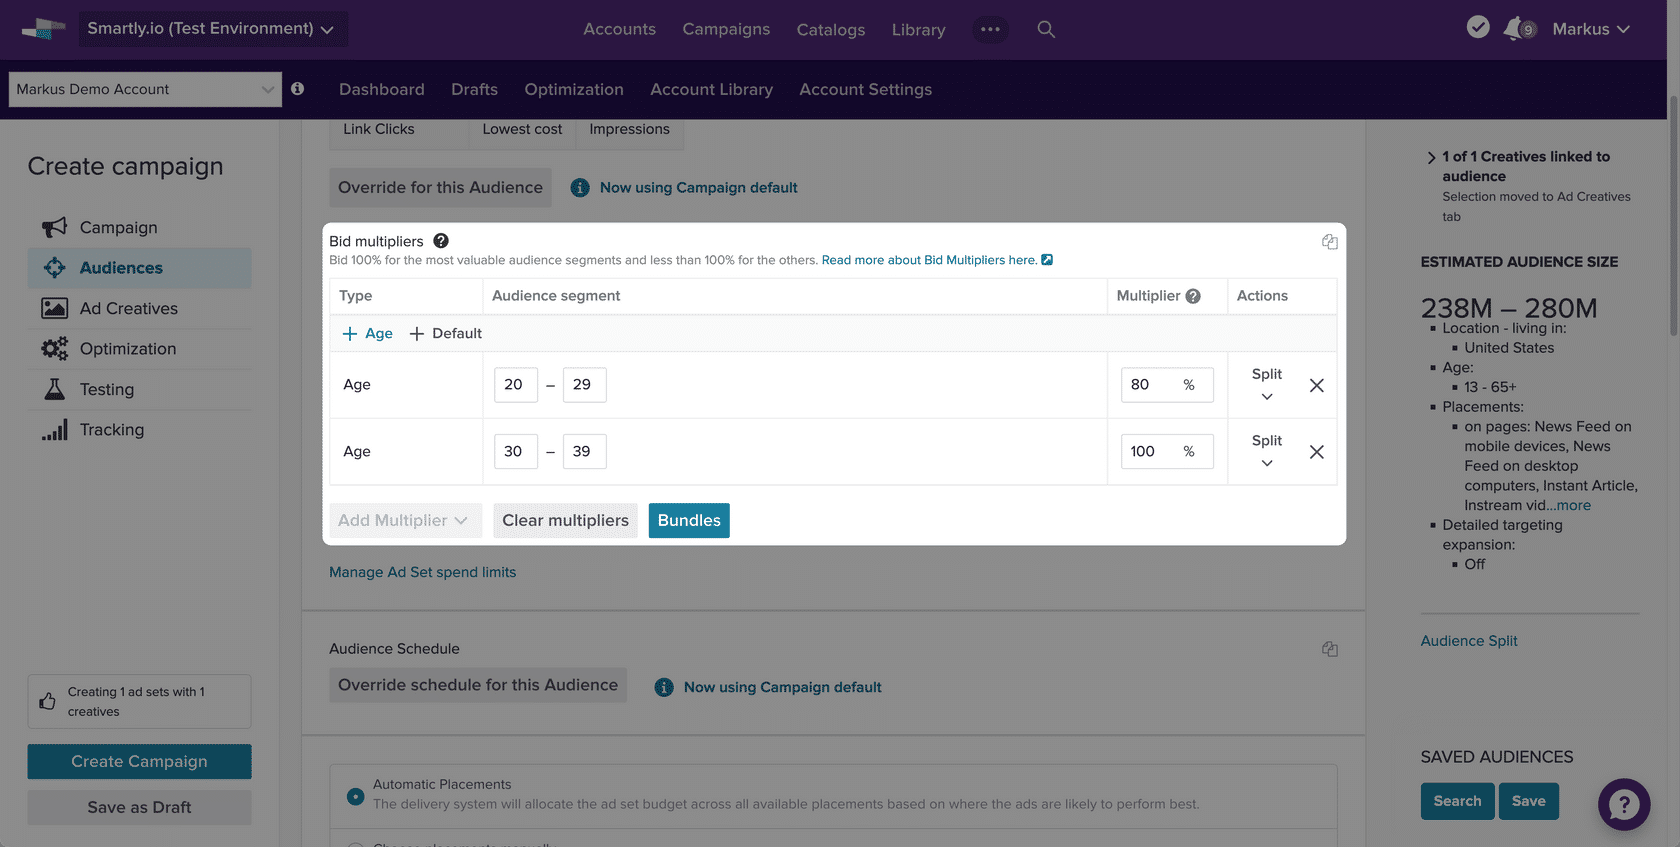 Smartly.io (Test Environment)
Accounts Campaigns Catalogs Library
9
Markus
Markus Demo Account
Dashboard Drafts Optimization Account Library Account Settings
Create campaign
Campaign
Audiences
Ad Creatives
Optimization
Testing
Tracking
Creating 1 ad sets with 1
creatives
Create Campaign
Save as Draft
Link Clicks Lowest cost Impressions
Override for this Audience
Now using Campaign default
Bid multipliers
Bid 100% for the most valuable audience segments and less than 100% for the others. Read more about Bid Multipliers here.
Type Audience segment Multiplier Actions
+ Age + Default
Age 20 – 29 80 % Split
Age 30 – 39 100 % Split
Add Multiplier Clear multipliers Bundles
Manage Ad Set spend limits
Audience Schedule
Override schedule for this Audience
Now using Campaign default
Automatic Placements
The delivery system will allocate the ad set budget across all available placements based on where the ads are likely to perform best.
1 of 1 Creatives linked to
audience
Selection moved to Ad Creatives
tab
ESTIMATED AUDIENCE SIZE
238M – 280M
Location - living in:
United States
Age:
13 - 65+
Placements:
on pages: News Feed on
mobile devices, News
Feed on desktop
computers, Instant Article,
Instream vid...more
Detailed targeting
expansion:
Off
Audience Split
SAVED AUDIENCES
Search Save